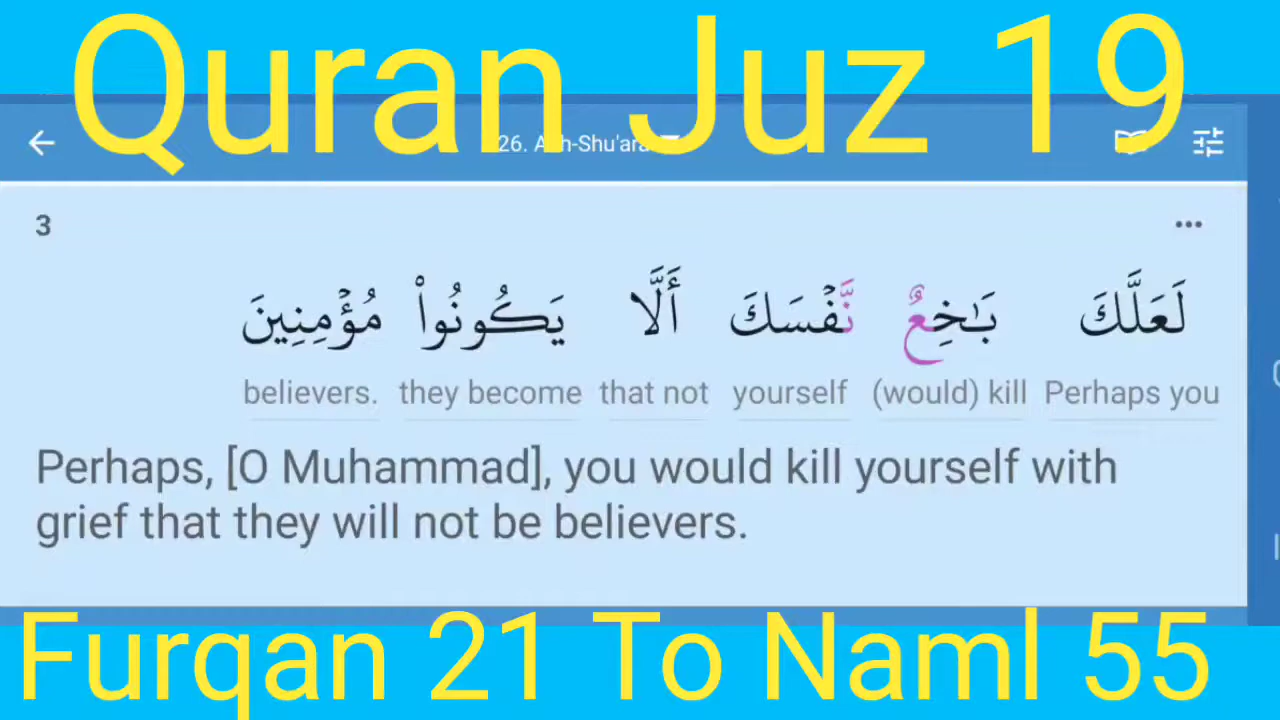 Quran Juz 19
26. Ash-Shu'ara
3
لَعَلَّكَ بَـٰخِعٌ نَّفْسَكَ أَلَّا يَكُونُوا۟ مُؤْمِنِينَ
believers. they become that not yourself (would) kill Perhaps you
Perhaps, [O Muhammad], you would kill yourself with
grief that they will not be believers.
Furqan 21 To Naml 55